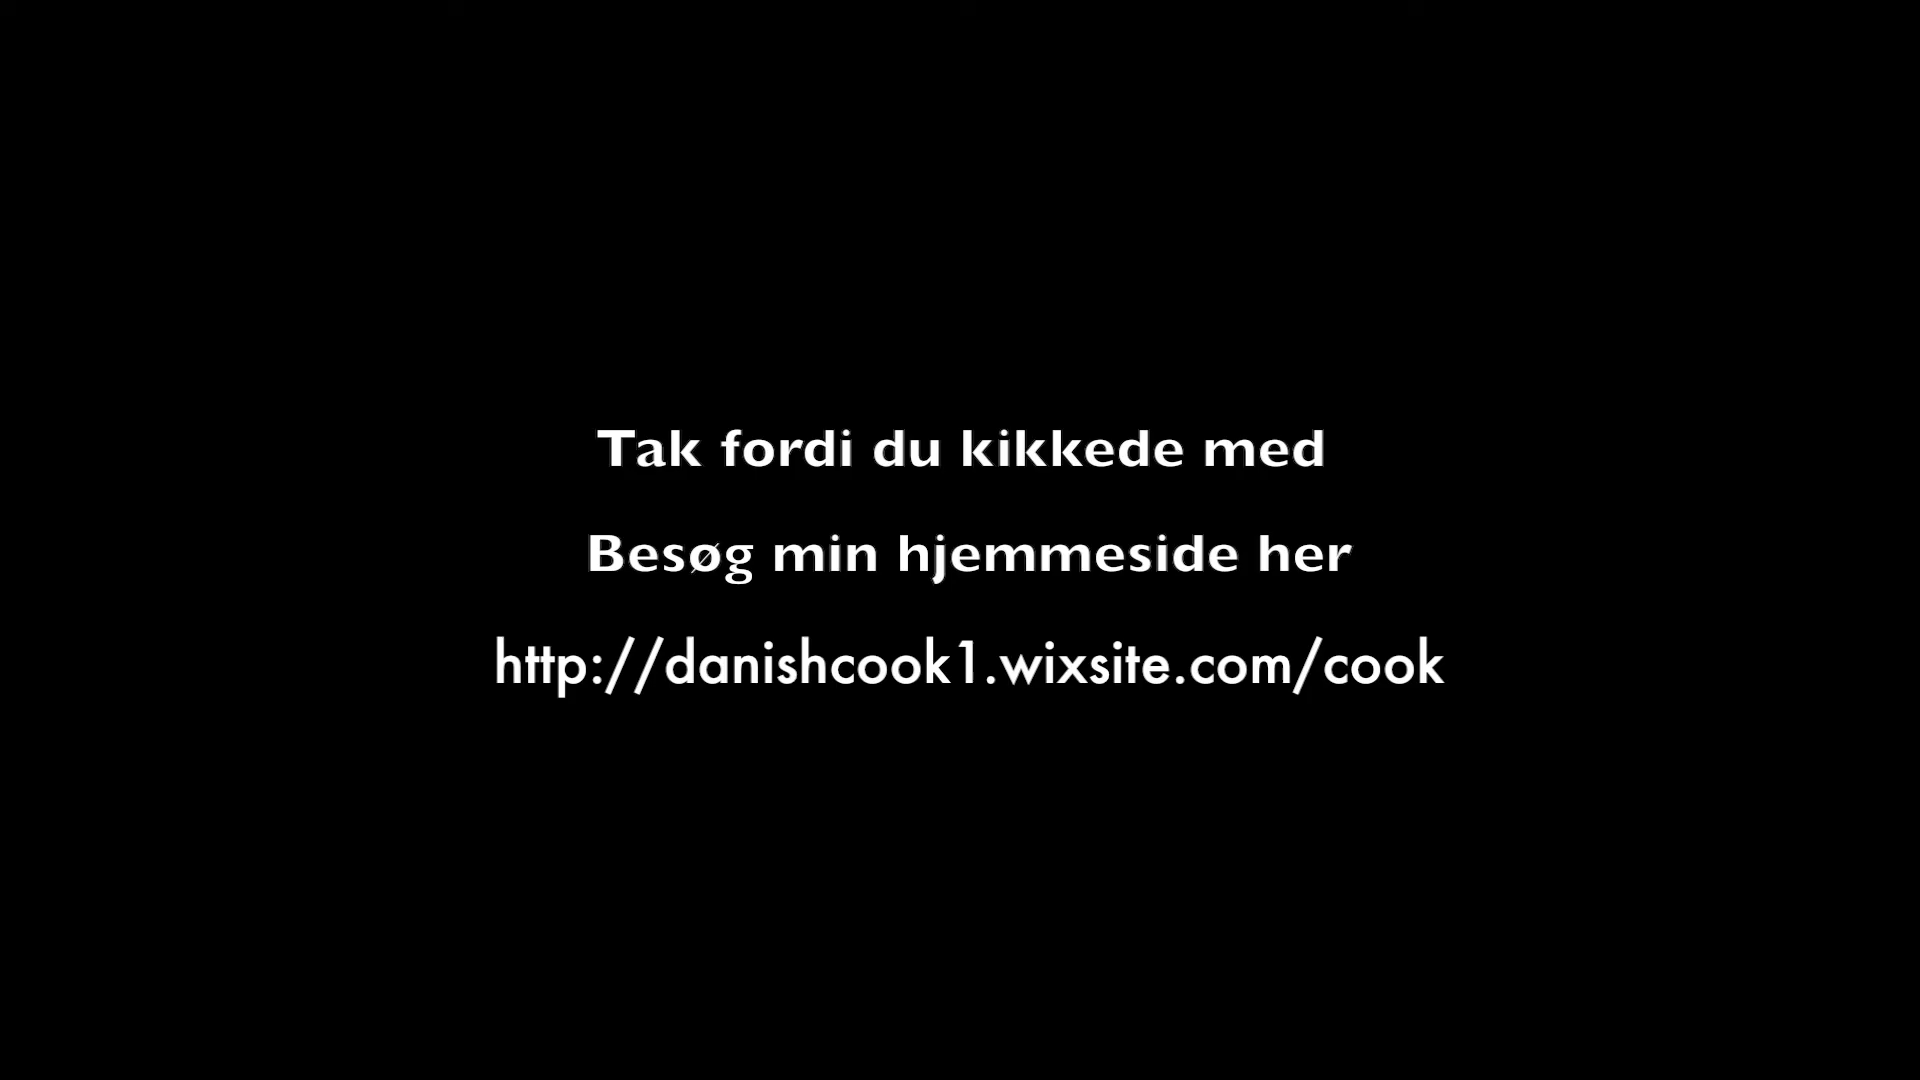 Tak fordi du kikkede med
Besøg min hjemmeside her
http://danishcook1.wixsite.com/cook